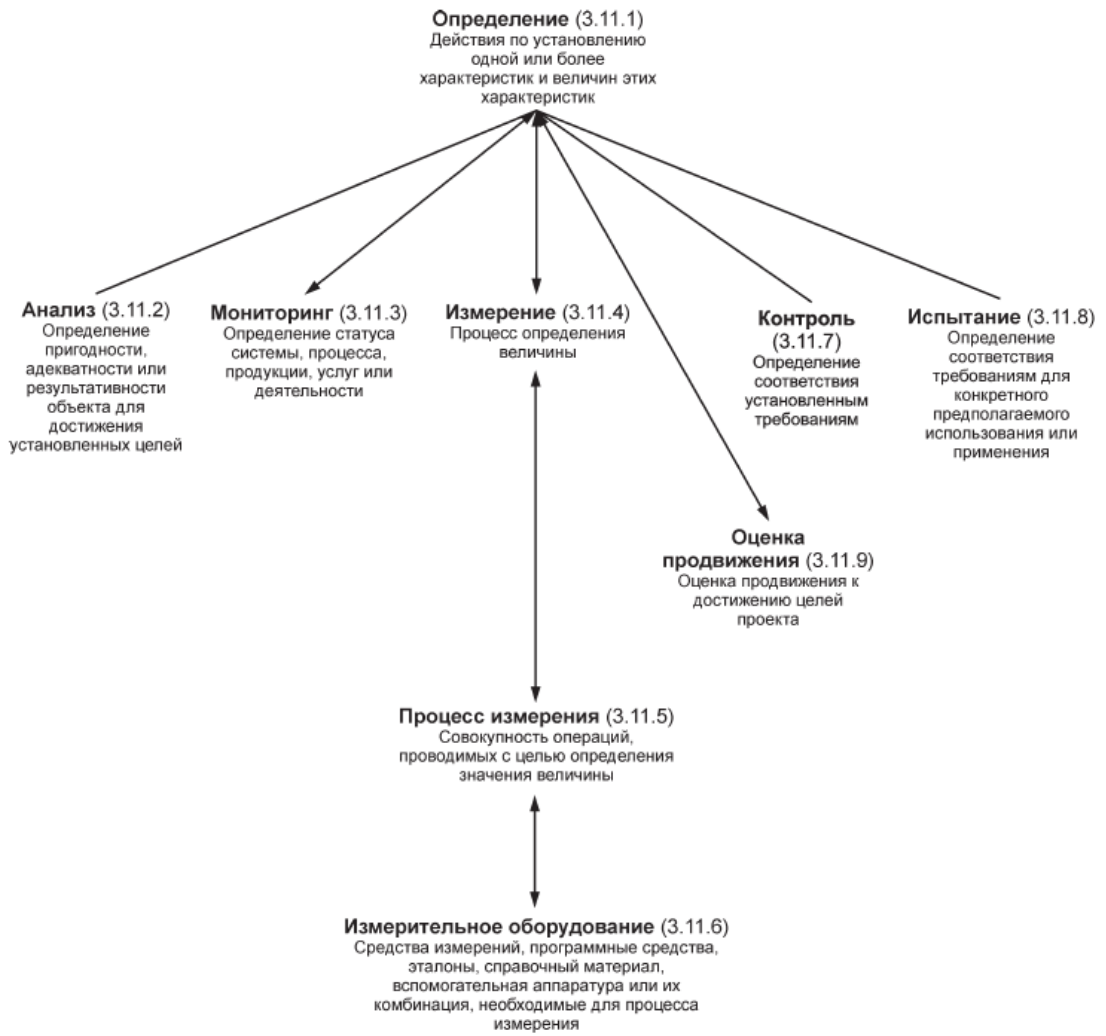 Определение (3.11.1)
Действия по установлению
одной или более
характеристик и величин этих
характеристик
Анализ (3.11.2)
Определение
пригодности,
адекватности или
результативности
объекта для
достижения
установленных целей
Мониторинг (3.11.3)
Определение статуса
системы, процесса,
продукции, услуг или
деятельности
Измерение (3.11.4)
Процесс определения
величины
Контроль
(3.11.7)
Определение
соответствия
установленным
требованиям
Испытание (3.11.8)
Определение
соответствия
требованиям для
конкретного
предполагаемого
использования или
применения
Оценка
продвижения (3.11.9)
Оценка продвижения к
достижению целей
проекта
Процесс измерения (3.11.5)
Совокупность операций,
проводимых с целью определения
значения величины
Измерительное оборудование (3.11.6)
Средства измерений, программные средства,
эталоны, справочный материал,
вспомогательная аппаратура или их
комбинация, необходимые для процесса
измерения